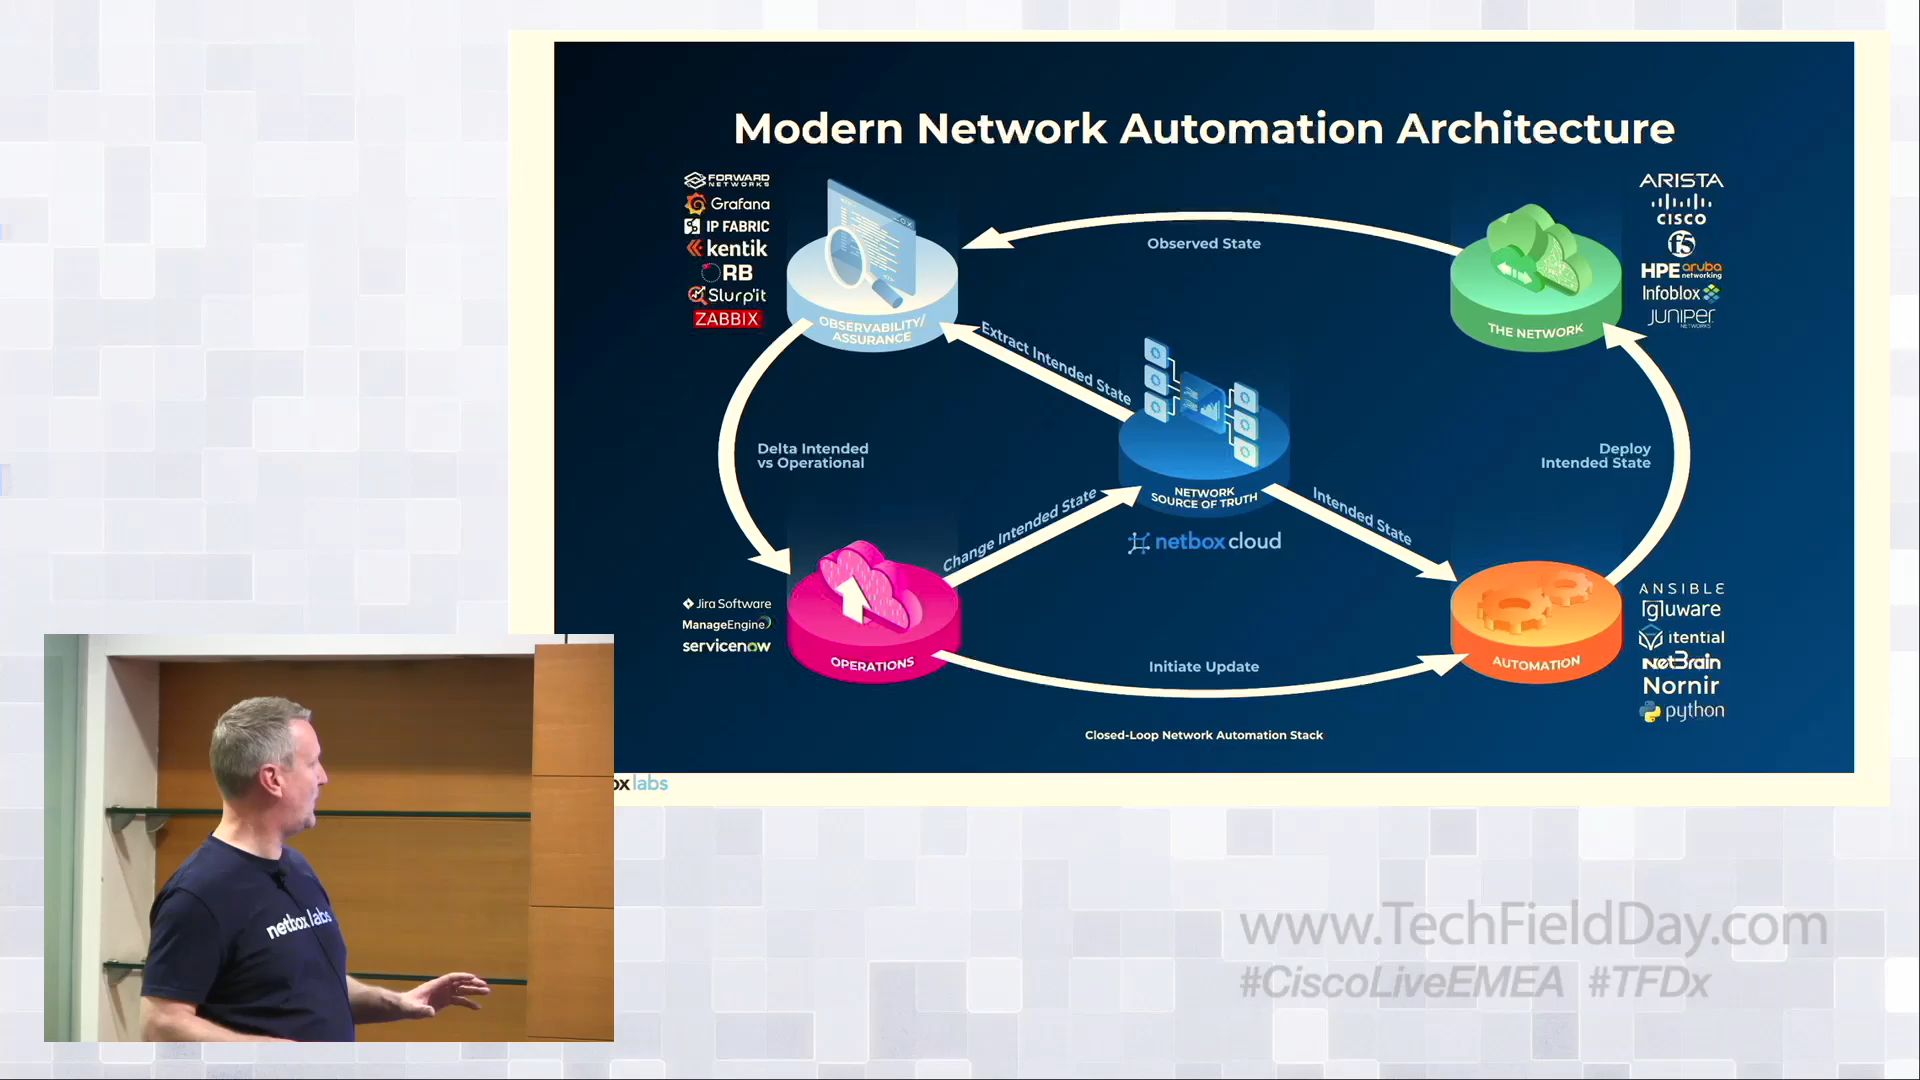 Modern Network Automation Architecture
FORWARD
NETWORKS
Grafana
IP FABRIC
kentik
ORB
Slurp'it
ZABBIX
OBSERVABILITY/
ASSURANCE
Observed State
THE NETWORK
ARISTA
CISCO
f5
HPE aruba
networking
Infoblox
JUNIPER
NETWORKS
Extract Intended State
Delta Intended
vs Operational
NETWORK
SOURCE OF TRUTH
netbox cloud
Deploy
Intended State
Change Intended State
Intended State
Jira Software
ManageEngine
servicenow
OPERATIONS
Initiate Update
AUTOMATION
ANSIBLE
[g]luware
itential
NetBrain
Nornir
python
Closed-Loop Network Automation Stack
ox labs
netbox labs
www.TechFieldDay.com
#CiscoLiveEMEA #TFDx